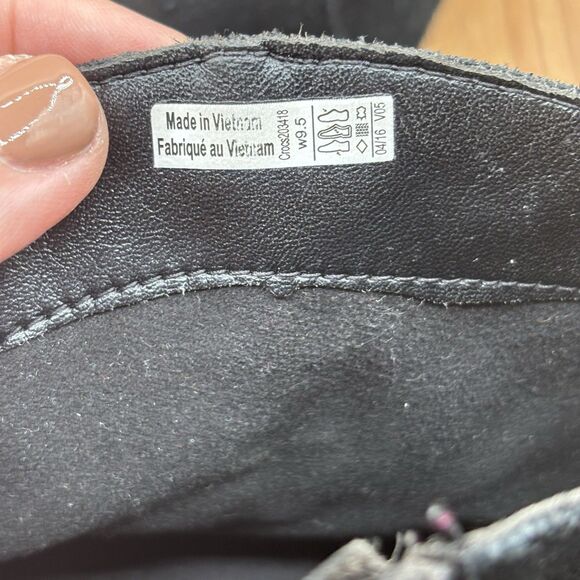 Made in Vietnam
Fabriqué au Vietnam
Crocs203418
w9.5
04/16 V05